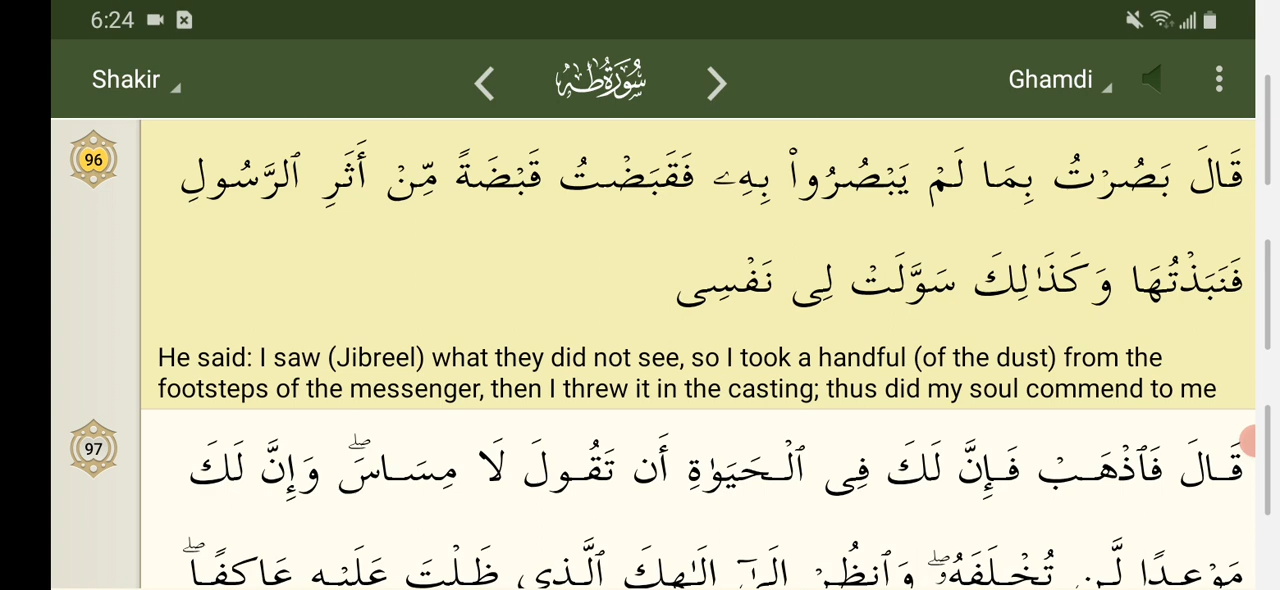 6:24
Shakir
سُورَةُ طه
Ghamdi
96
قَالَ بَصُرْتُ بِمَا لَمْ يَبْصُرُوا۟ بِهِۦ فَقَبَضْتُ قَبْضَةً مِّنْ أَثَرِ ٱلرَّسُولِ
فَنَبَذْتُهَا وَكَذَٰلِكَ سَوَّلَتْ لِى نَفْسِى
He said: I saw (Jibreel) what they did not see, so I took a handful (of the dust) from the
footsteps of the messenger, then I threw it in the casting; thus did my soul commend to me
97
قَالَ فَٱذْهَبْ فَإِنَّ لَكَ فِى ٱلْحَيَوٰةِ أَن تَقُولَ لَا مِسَاسَ ۖ وَإِنَّ لَكَ
مَوْعِدًا لَّن تُخْلَفَهُۥ ۖ وَٱنظُرْ إِلَىٰٓ إِلَـٰهِكَ ٱلَّذِى ظَلْتَ عَلَيْهِ عَاكِفًا ۖ